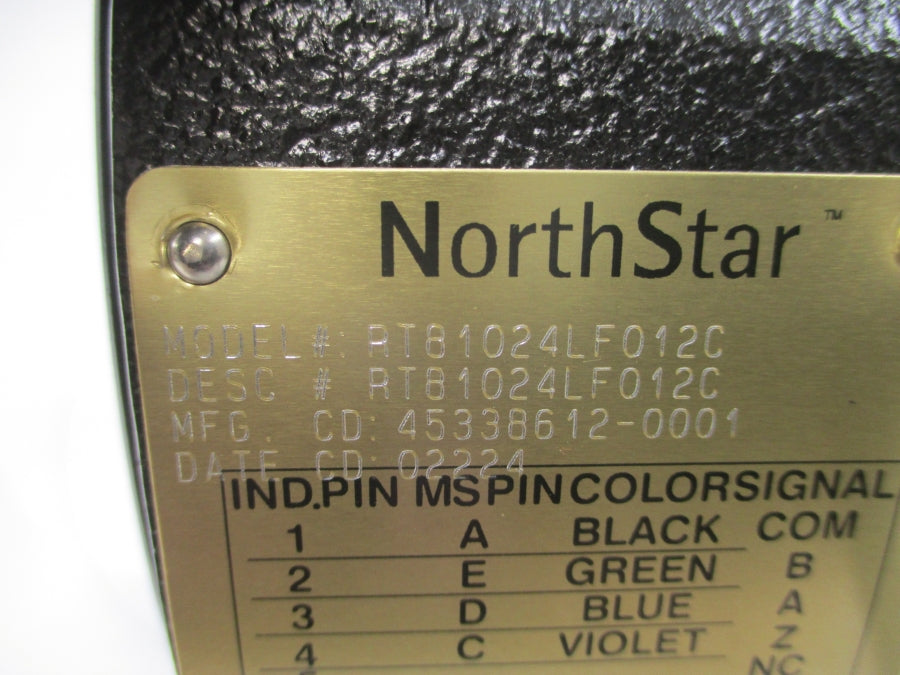 NorthStar™
MODEL#: RT81024LF012C
DESC # RT81024LF012C
MFG. CD: 45338612-0001
DATE CD: 02224
IND.PIN MSPIN COLOR SIGNAL
1 A BLACK COM
2 E GREEN B
3 D BLUE A
4 C VIOLET Z
NC